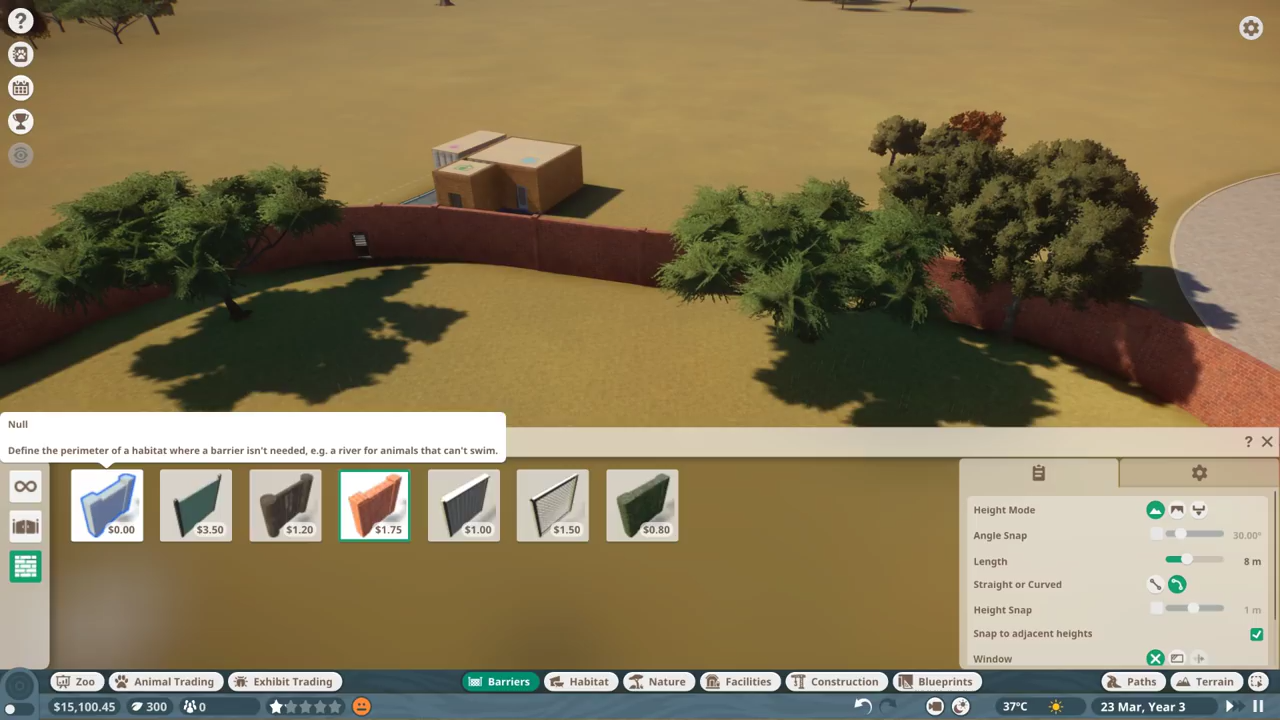 Null
Define the perimeter of a habitat where a barrier isn't needed, e.g. a river for animals that can't swim.
?
?
$0.00
$3.50
$1.20
$1.75
$1.00
$1.50
$0.80
Height Mode
Angle Snap 30.00°
Length 8 m
Straight or Curved
Height Snap 1 m
Snap to adjacent heights
Window
Zoo Animal Trading Exhibit Trading Barriers Habitat Nature Facilities Construction Blueprints Paths Terrain
$15,100.45 300 0 37°C 23 Mar, Year 3